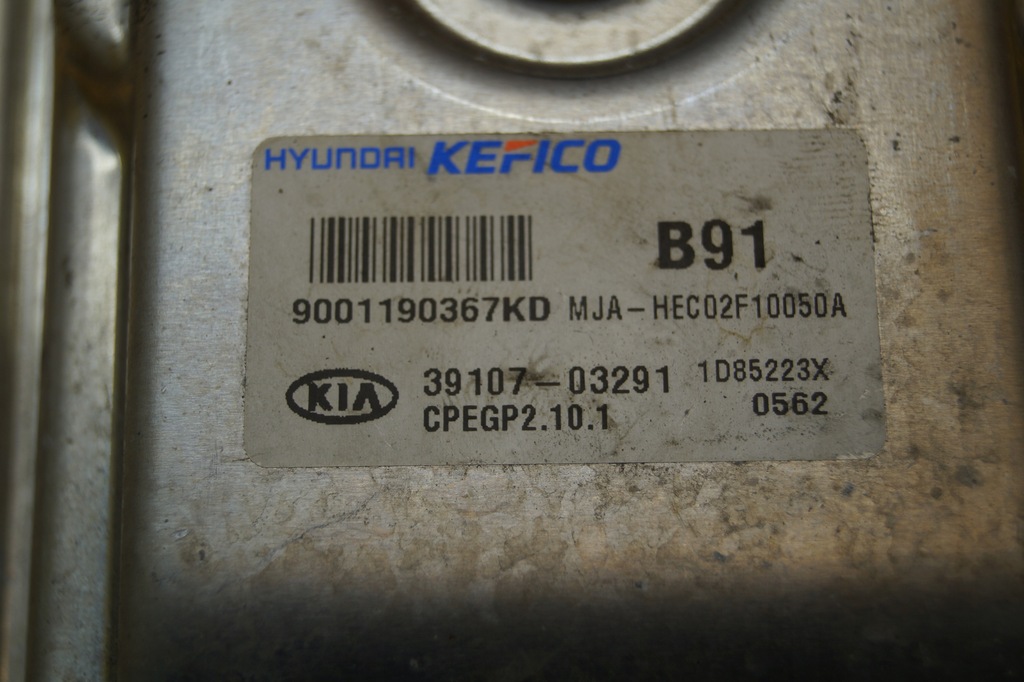 HYUNDAI KEFICO
B91
9001190367KD MJA-HEC02F10050A
KIA 39107-03291 1D85223X
CPEGP2.10.1 0562